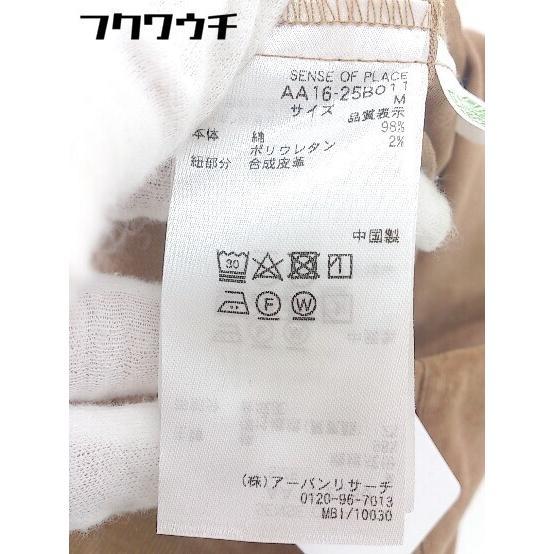 フクワウチ
SENSE OF PLACE
AA16-25B011
サイズ M
品質表示
本体 綿 98%
ポリウレタン 2%
紐部分 合成皮革
中国製
30
F W
(株)アーバンリサーチ
0120-96-7013
MB1/10030